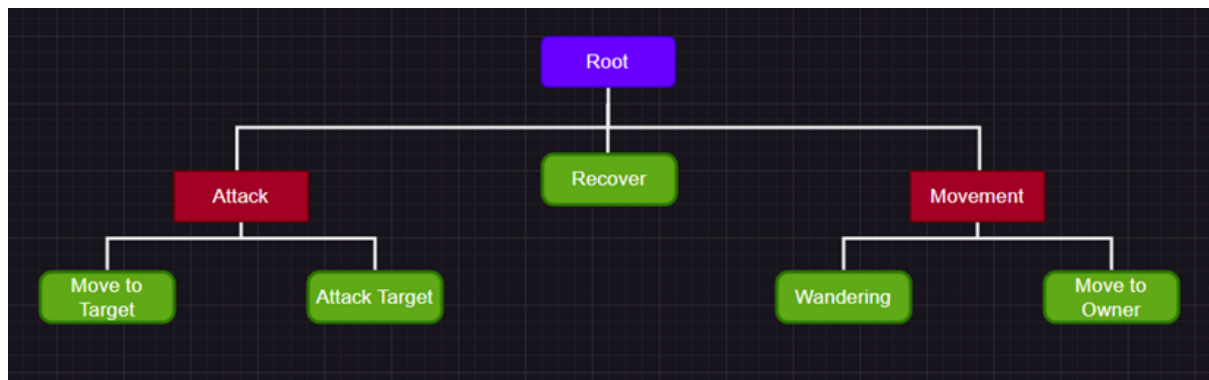 Root
Recover
Attack
Movement
Move to
Target
Attack Target
Wandering
Move to
Owner